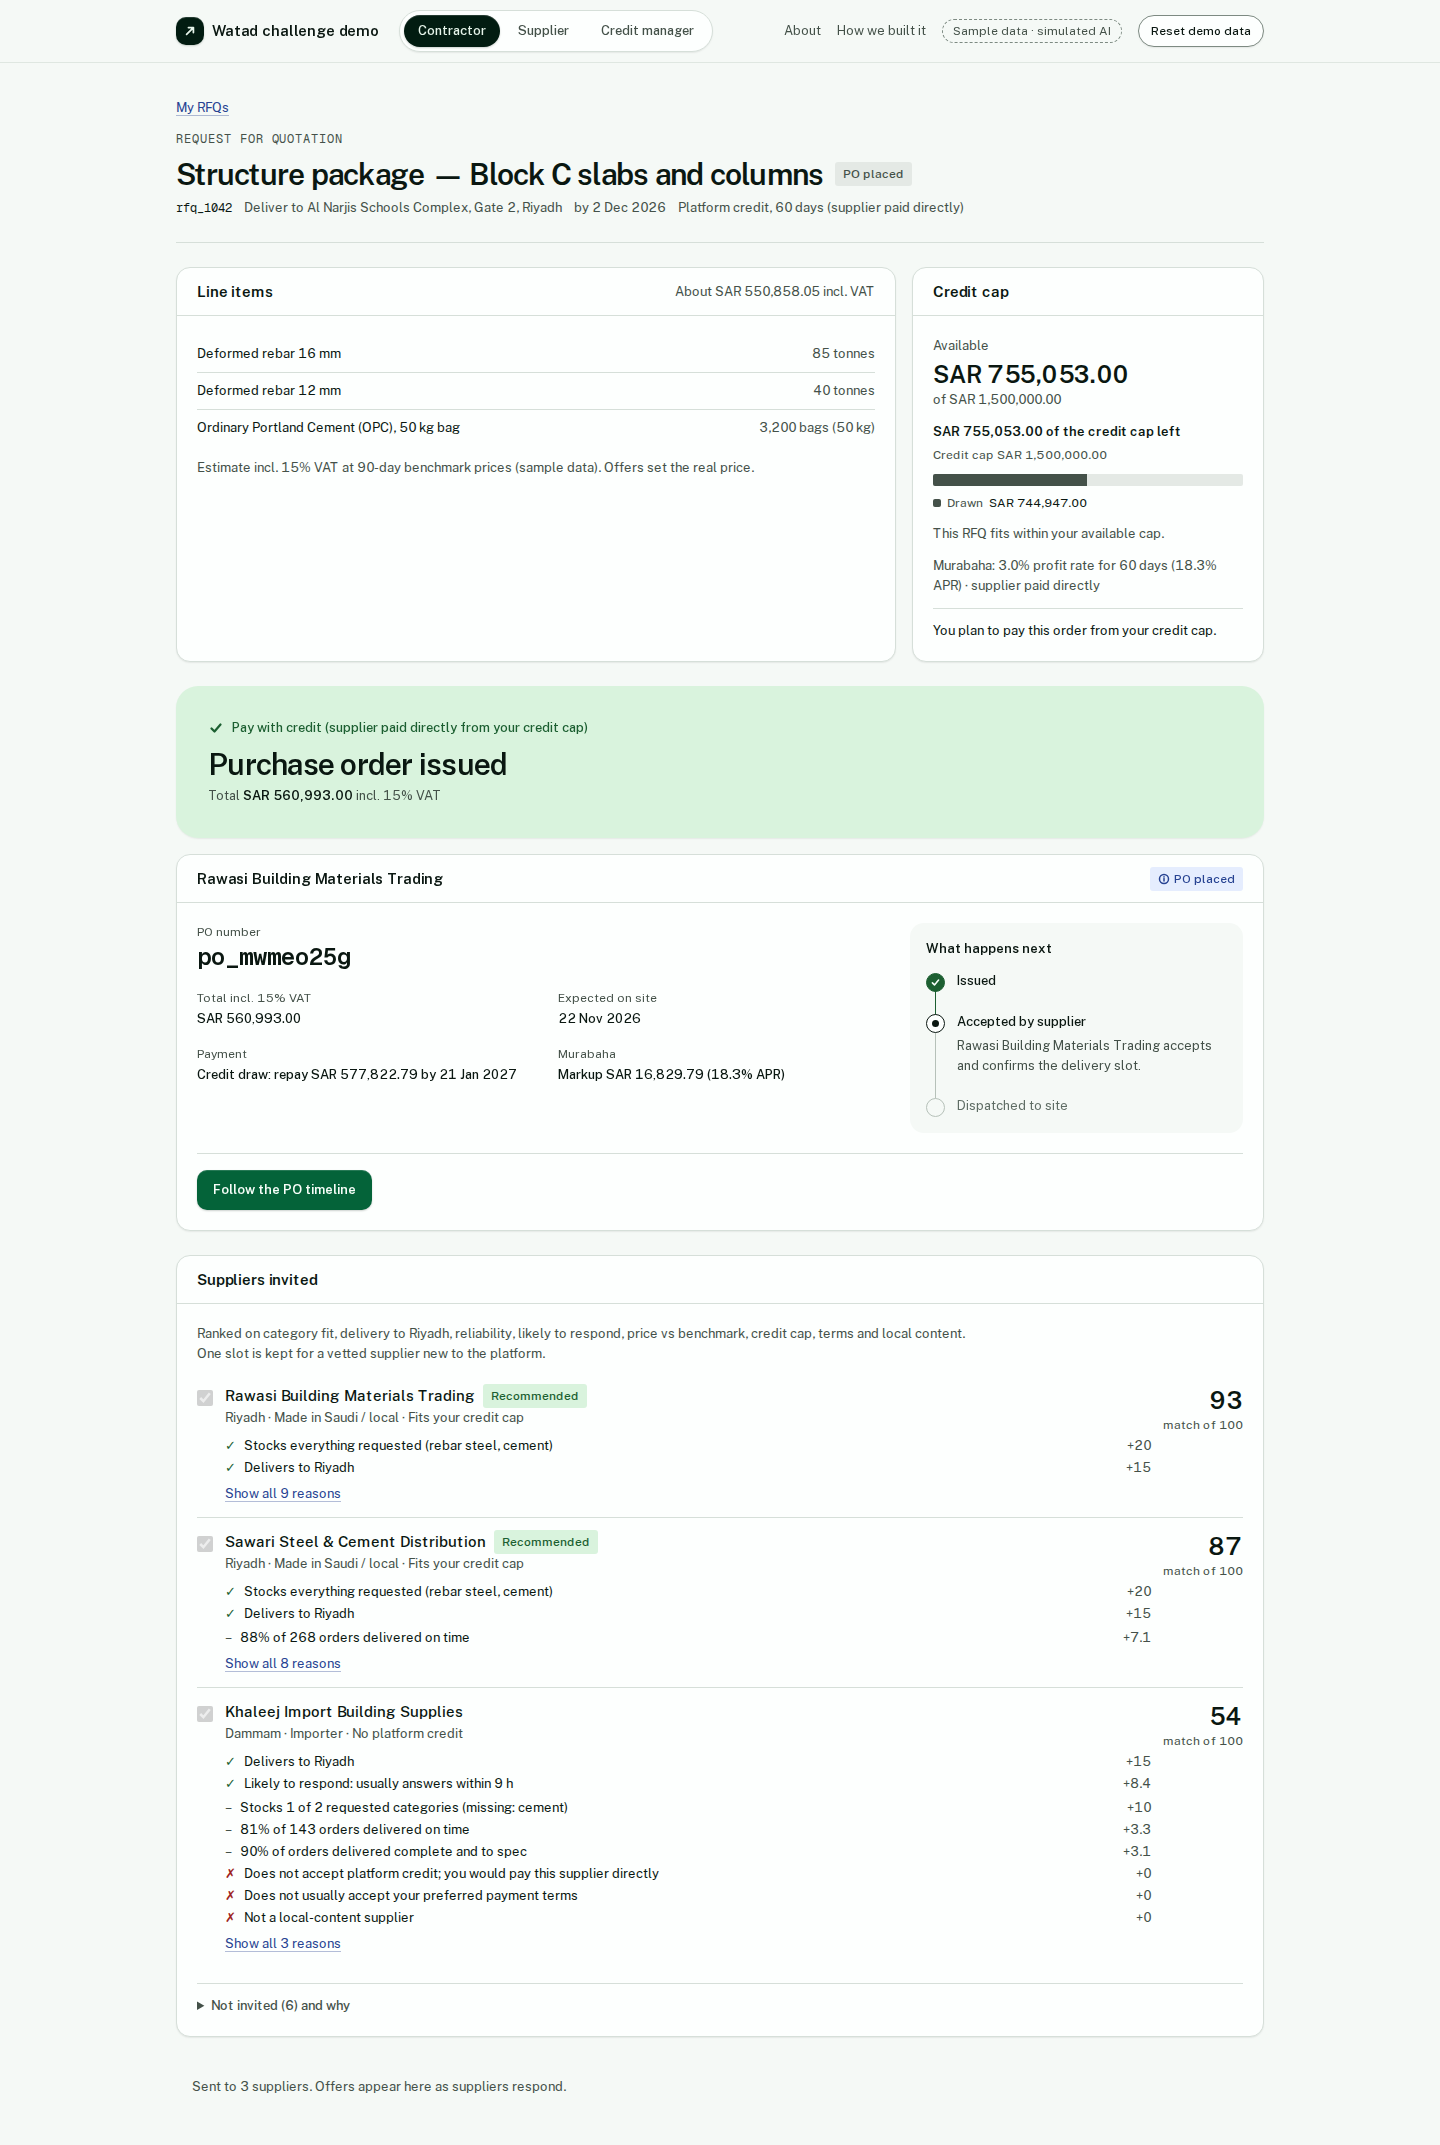 Watad challenge demo
Contractor
Supplier
Credit manager
About
How we built it
Sample data · simulated AI
Reset demo data
My RFQs
REQUEST FOR QUOTATION
Structure package — Block C slabs and columns
PO placed
rfq_1042 Deliver to Al Narjis Schools Complex, Gate 2, Riyadh by 2 Dec 2026 Platform credit, 60 days (supplier paid directly)
Line items
About SAR 550,858.05 incl. VAT
Deformed rebar 16 mm 85 tonnes
Deformed rebar 12 mm 40 tonnes
Ordinary Portland Cement (OPC), 50 kg bag 3,200 bags (50 kg)
Estimate incl. 15% VAT at 90-day benchmark prices (sample data). Offers set the real price.
Credit cap
Available
SAR 755,053.00
of SAR 1,500,000.00
SAR 755,053.00 of the credit cap left
Credit cap SAR 1,500,000.00
Drawn SAR 744,947.00
This RFQ fits within your available cap.
Murabaha: 3.0% profit rate for 60 days (18.3%
APR) · supplier paid directly
You plan to pay this order from your credit cap.
✓ Pay with credit (supplier paid directly from your credit cap)
Purchase order issued
Total SAR 560,993.00 incl. 15% VAT
Rawasi Building Materials Trading
PO placed
PO number
po_mwmeo25g
Total incl. 15% VAT
SAR 560,993.00
Expected on site
22 Nov 2026
Payment
Credit draw: repay SAR 577,822.79 by 21 Jan 2027
Murabaha
Markup SAR 16,829.79 (18.3% APR)
What happens next
Issued
Accepted by supplier
Rawasi Building Materials Trading accepts
and confirms the delivery slot.
Dispatched to site
Follow the PO timeline
Suppliers invited
Ranked on category fit, delivery to Riyadh, reliability, likely to respond, price vs benchmark, credit cap, terms and local content.
One slot is kept for a vetted supplier new to the platform.
Rawasi Building Materials Trading Recommended
93
Riyadh · Made in Saudi / local · Fits your credit cap
match of 100
✓ Stocks everything requested (rebar steel, cement) +20
✓ Delivers to Riyadh +15
Show all 9 reasons
Sawari Steel & Cement Distribution Recommended
87
Riyadh · Made in Saudi / local · Fits your credit cap
match of 100
✓ Stocks everything requested (rebar steel, cement) +20
✓ Delivers to Riyadh +15
– 88% of 268 orders delivered on time +7.1
Show all 8 reasons
Khaleej Import Building Supplies
54
Dammam · Importer · No platform credit
match of 100
✓ Delivers to Riyadh +15
✓ Likely to respond: usually answers within 9 h +8.4
– Stocks 1 of 2 requested categories (missing: cement) +10
– 81% of 143 orders delivered on time +3.3
– 90% of orders delivered complete and to spec +3.1
✗ Does not accept platform credit; you would pay this supplier directly +0
✗ Does not usually accept your preferred payment terms +0
✗ Not a local-content supplier +0
Show all 3 reasons
▶ Not invited (6) and why
Sent to 3 suppliers. Offers appear here as suppliers respond.